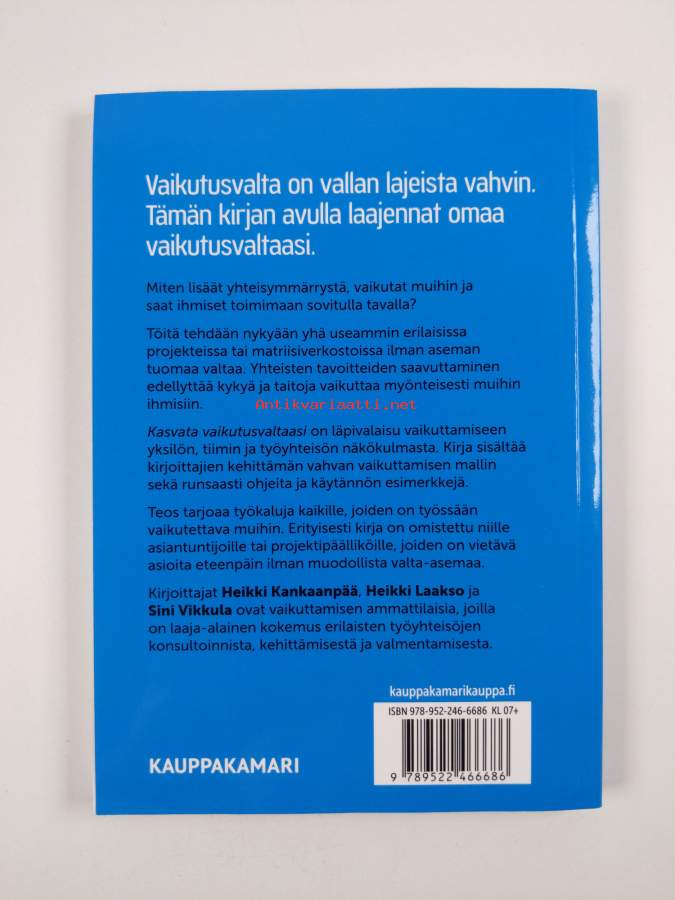 Vaikutusvalta on vallan lajeista vahvin.
Tämän kirjan avulla laajennat omaa
vaikutusvaltaasi.
Miten lisäät yhteisymmärrystä, vaikutat muihin ja
saat ihmiset toimimaan sovitulla tavalla?
Töitä tehdään nykyään yhä useammin erilaisissa
projekteissa tai matriisiverkostoissa ilman aseman
tuomaa valtaa. Yhteisten tavoitteiden saavuttaminen
edellyttää kykyä ja taitoja vaikuttaa myönteisesti muihin
ihmisiin.
Antikvariaatti.net
Kasvata vaikutusvaltaasi on läpivalaisu vaikuttamiseen
yksilön, tiimin ja työyhteisön näkökulmasta. Kirja sisältää
kirjoittajien kehittämän vahvan vaikuttamisen mallin
sekä runsaasti ohjeita ja käytännön esimerkkejä.
Teos tarjoaa työkaluja kaikille, joiden on työssään
vaikutettava muihin. Erityisesti kirja on omistettu niille
asiantuntijoille tai projektipäälliköille, joiden on vietävä
asioita eteenpäin ilman muodollista valta-asemaa.
Kirjoittajat Heikki Kankaanpää, Heikki Laakso ja
Sini Vikkula ovat vaikuttamisen ammattilaisia, joilla
on laaja-alainen kokemus erilaisten työyhteisöjen
konsultoinnista, kehittämisestä ja valmentamisesta.
kauppakamarikauppa.fi
ISBN 978-952-246-6686 KL 07+
9 789522 466686
KAUPPAKAMARI